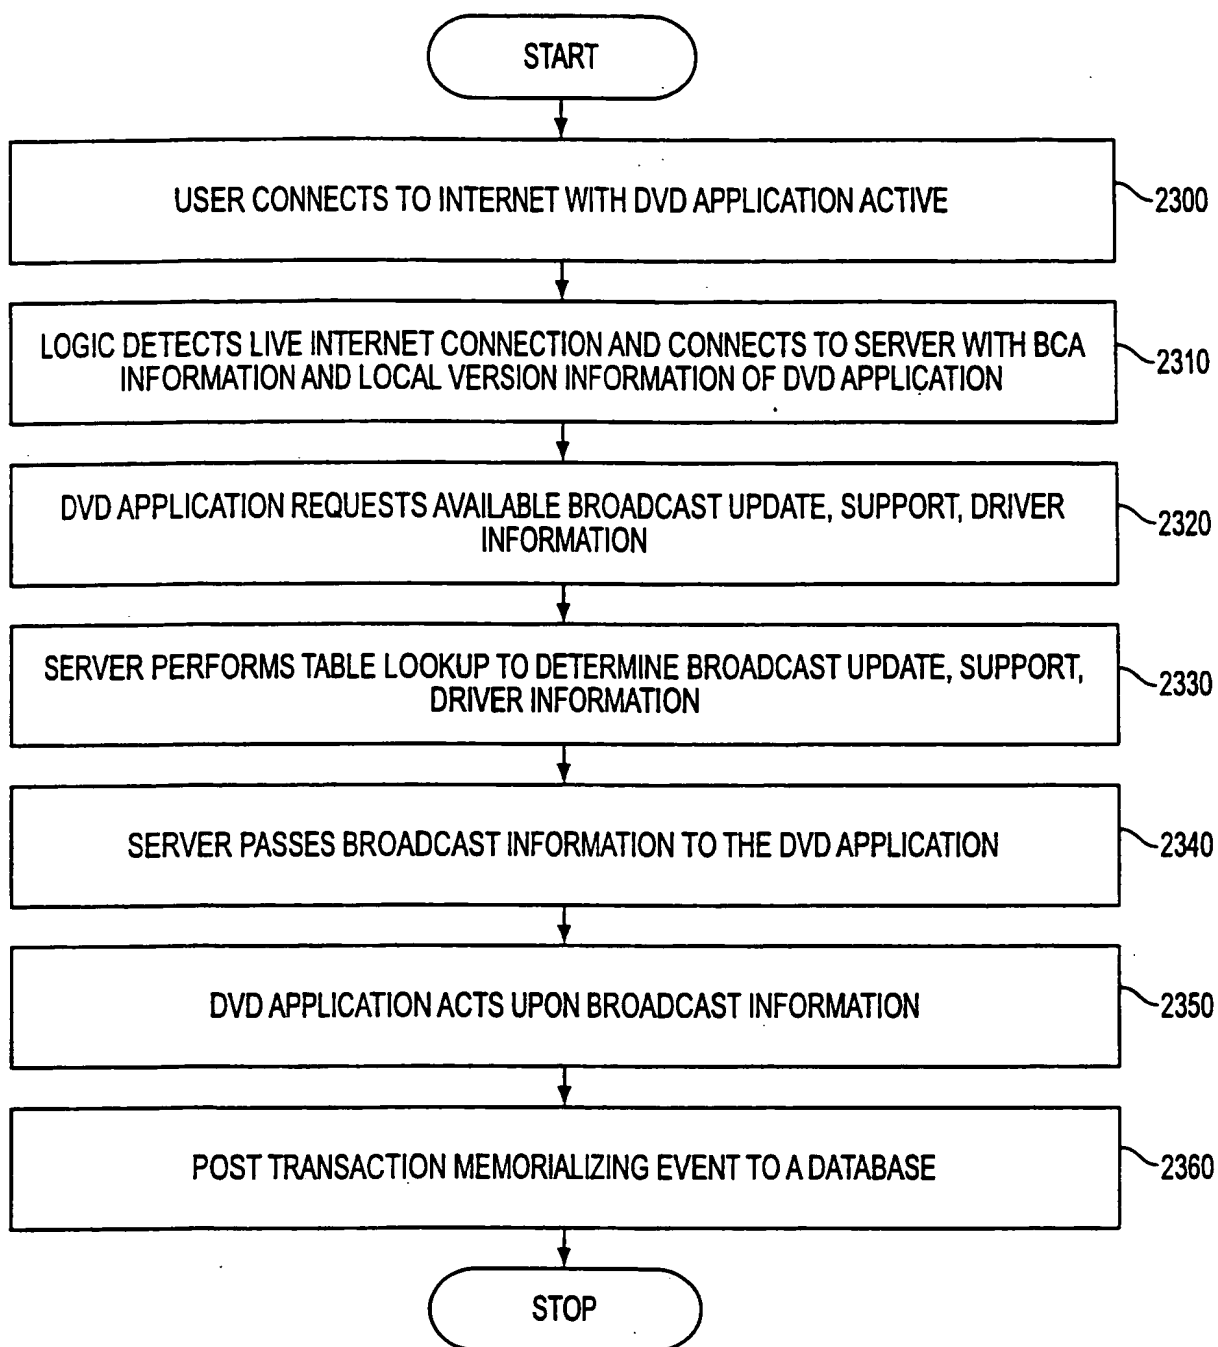 START
USER CONNECTS TO INTERNET WITH DVD APPLICATION ACTIVE
2300
LOGIC DETECTS LIVE INTERNET CONNECTION AND CONNECTS TO SERVER WITH BCA
INFORMATION AND LOCAL VERSION INFORMATION OF DVD APPLICATION
2310
DVD APPLICATION REQUESTS AVAILABLE BROADCAST UPDATE, SUPPORT, DRIVER
INFORMATION
2320
SERVER PERFORMS TABLE LOOKUP TO DETERMINE BROADCAST UPDATE, SUPPORT,
DRIVER INFORMATION
2330
SERVER PASSES BROADCAST INFORMATION TO THE DVD APPLICATION
2340
DVD APPLICATION ACTS UPON BROADCAST INFORMATION
2350
POST TRANSACTION MEMORIALIZING EVENT TO A DATABASE
2360
STOP